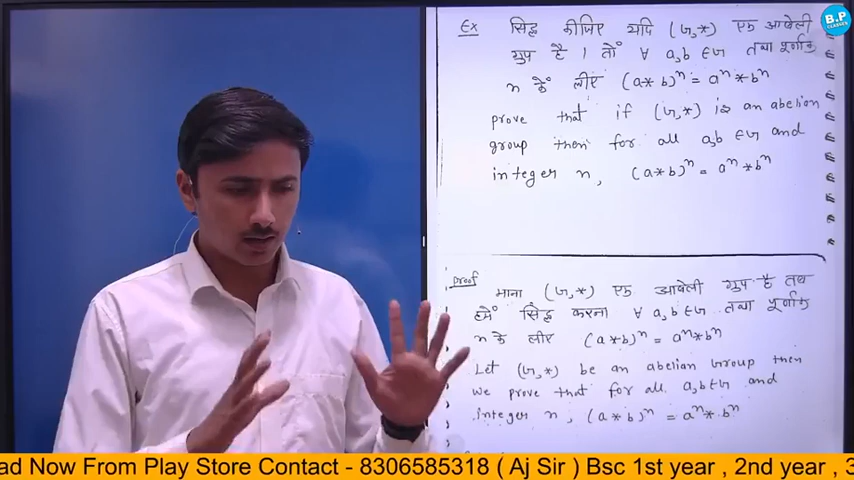 Ex सिद्ध कीजिए यदि (G,*) एक आबेली
ग्रुप है । तो ∀ a,b ∈G तथा पूर्णांक
n के लीए (a*b)ⁿ = aⁿ * bⁿ
prove that if (G,*) is an abelian
group then for all a,b ∈G and
integer n, (a*b)ⁿ = aⁿ * bⁿ
Proof माना (G,*) एक आबेली ग्रुप है तथ
हमें सिद्ध करना ∀ a,b ∈G तथा पूर्णांक
n के लीए (a*b)ⁿ = aⁿ * bⁿ
Let (G,*) be an abelian Group then
we prove that for all a,b ∈G and
integer n, (a*b)ⁿ = aⁿ * bⁿ
B.P
CLASSES
ad Now From Play Store Contact - 8306585318 ( Aj Sir ) Bsc 1st year , 2nd year , 3